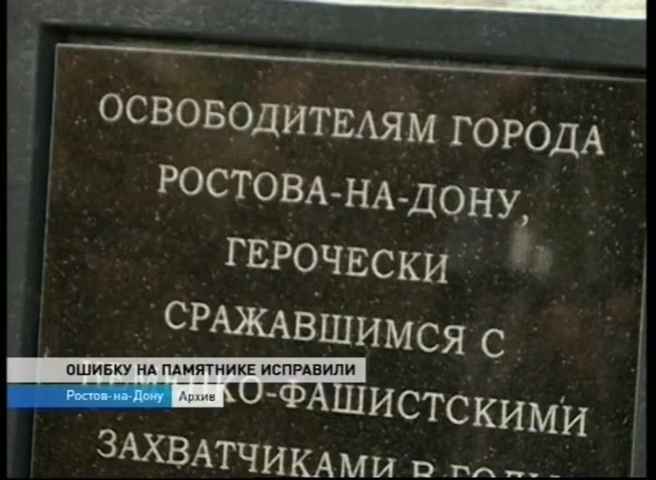 ОСВОБОДИТЕЛЯМ ГОРОДА
РОСТОВА-НА-ДОНУ,
ГЕРОЧЕСКИ
СРАЖАВШИМСЯ С
ФАШИСТСКИМИ
ЗАХВАТЧИКАМИ В
ОШИБКУ НА ПАМЯТНИКЕ ИСПРАВИЛИ
Ростов-на-Дону Архив